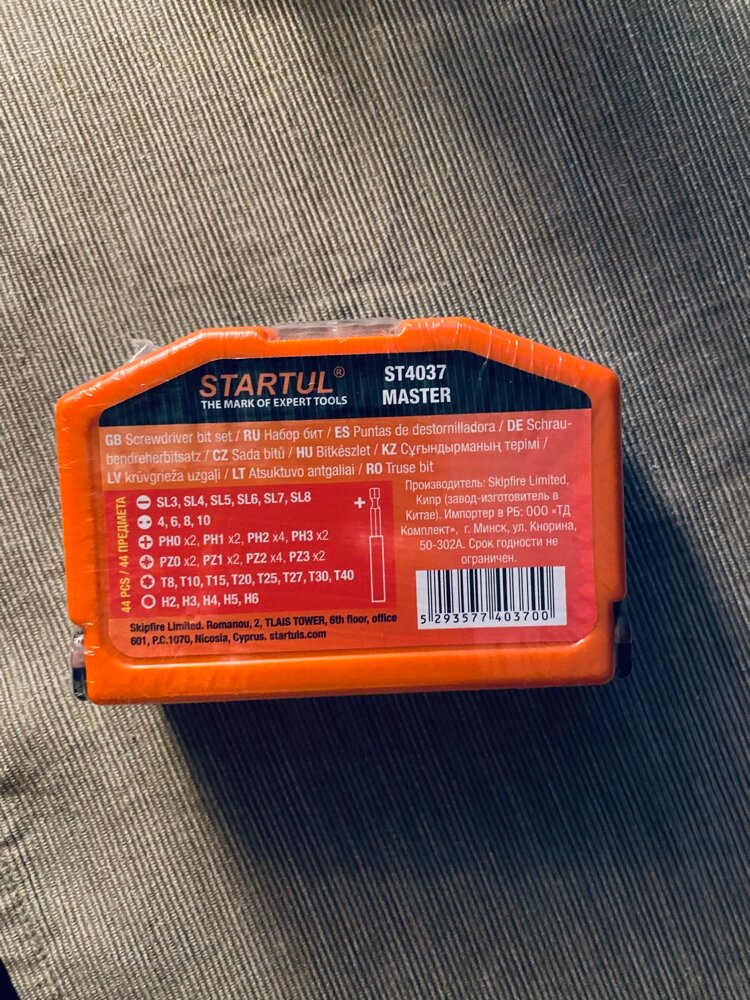 STARTUL®
THE MARK OF EXPERT TOOLS
ST4037
MASTER
GB Screwdriver bit set / RU Набор бит / ES Puntas de destornilladora / DE Schrau-
bendreherbitsatz / CZ Sada bitů / HU Bitkészlet / KZ Сұғындырманың терімі /
LV krūvgrieža uzgaļi / LT Atsuktuvo antgaliai / RO Truse bit
44 PCS / 44 ПРЕДМЕТА
SL3, SL4, SL5, SL6, SL7, SL8
4, 6, 8, 10
PH0 x2, PH1 x2, PH2 x4, PH3 x2
PZ0 x2, PZ1 x2, PZ2 x4, PZ3 x2
T8, T10, T15, T20, T25, T27, T30, T40
H2, H3, H4, H5, H6
+
Skipfire Limited. Romanou, 2, TLAIS TOWER, 6th floor, office
601, P.C.1070, Nicosia, Cyprus. startuls.com
Производитель: Skipfire Limited,
Кипр (завод-изготовитель в
Китае). Импортер в РБ: ООО «ТД
Комплект», г. Минск, ул. Кнорина,
50-302А. Срок годности не
ограничен.
5 293577 403700